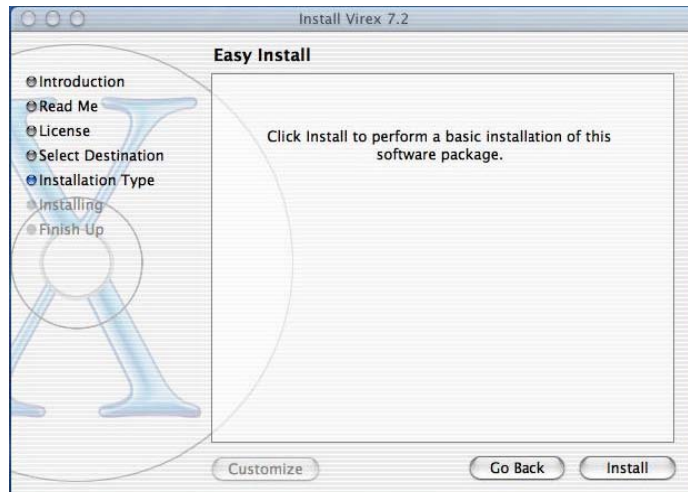 Install Virex 7.2
Easy Install
Introduction
Read Me
License
Select Destination
Installation Type
Installing
Finish Up
Click Install to perform a basic installation of this
software package.
Customize
Go Back
Install